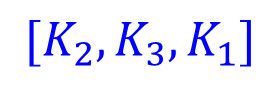 [K₂, K₃, K₁]